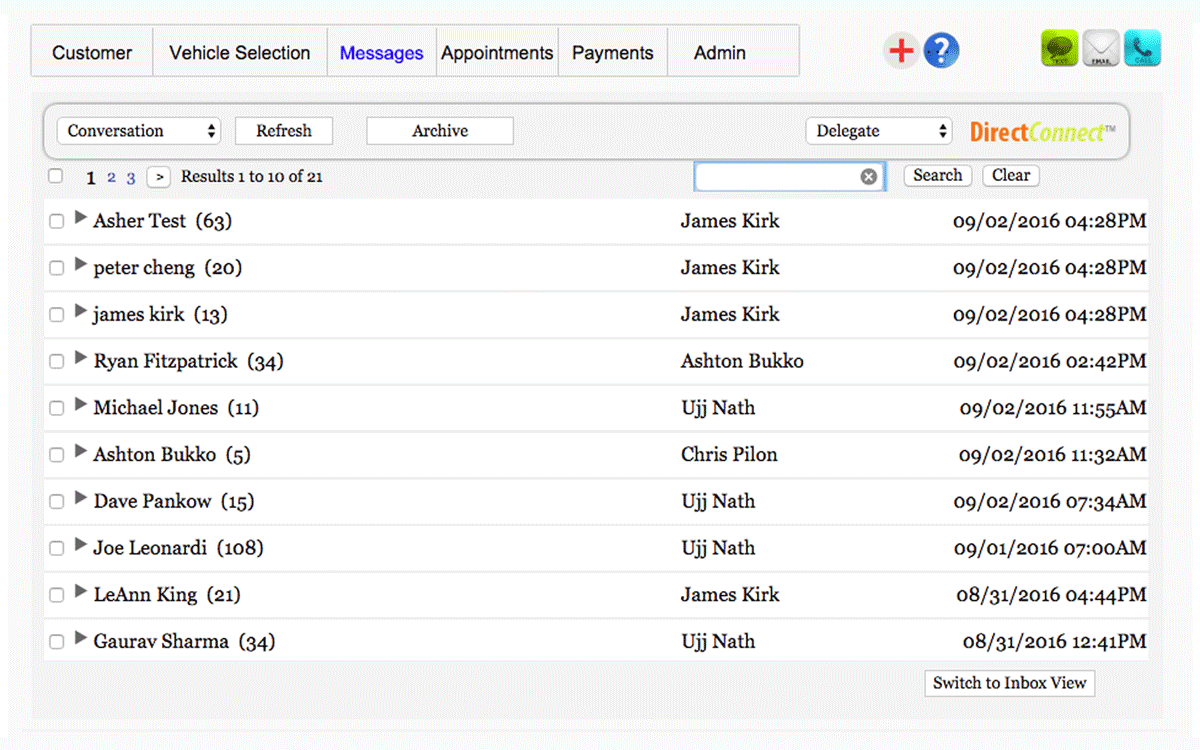 Customer Vehicle Selection Messages Appointments Payments Admin
? TEXT EMAIL CALL
Conversation Refresh Archive Delegate DirectConnect™
1 2 3 > Results 1 to 10 of 21 Search Clear
Asher Test (63) James Kirk 09/02/2016 04:28PM
peter cheng (20) James Kirk 09/02/2016 04:28PM
james kirk (13) James Kirk 09/02/2016 04:28PM
Ryan Fitzpatrick (34) Ashton Bukko 09/02/2016 02:42PM
Michael Jones (11) Ujj Nath 09/02/2016 11:55AM
Ashton Bukko (5) Chris Pilon 09/02/2016 11:32AM
Dave Pankow (15) Ujj Nath 09/02/2016 07:34AM
Joe Leonardi (108) Ujj Nath 09/01/2016 07:00AM
LeAnn King (21) James Kirk 08/31/2016 04:44PM
Gaurav Sharma (34) Ujj Nath 08/31/2016 12:41PM
Switch to Inbox View